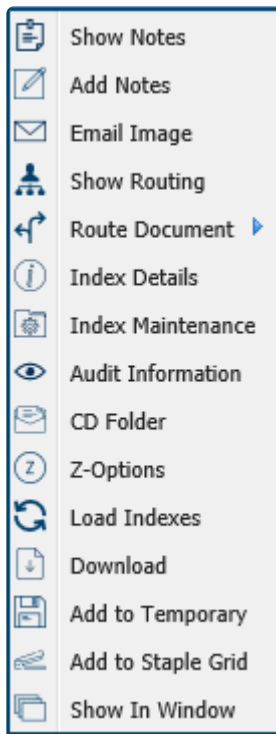 Show Notes
Add Notes
Email Image
Show Routing
Route Document
Index Details
Index Maintenance
Audit Information
CD Folder
Z-Options
Load Indexes
Download
Add to Temporary
Add to Staple Grid
Show In Window